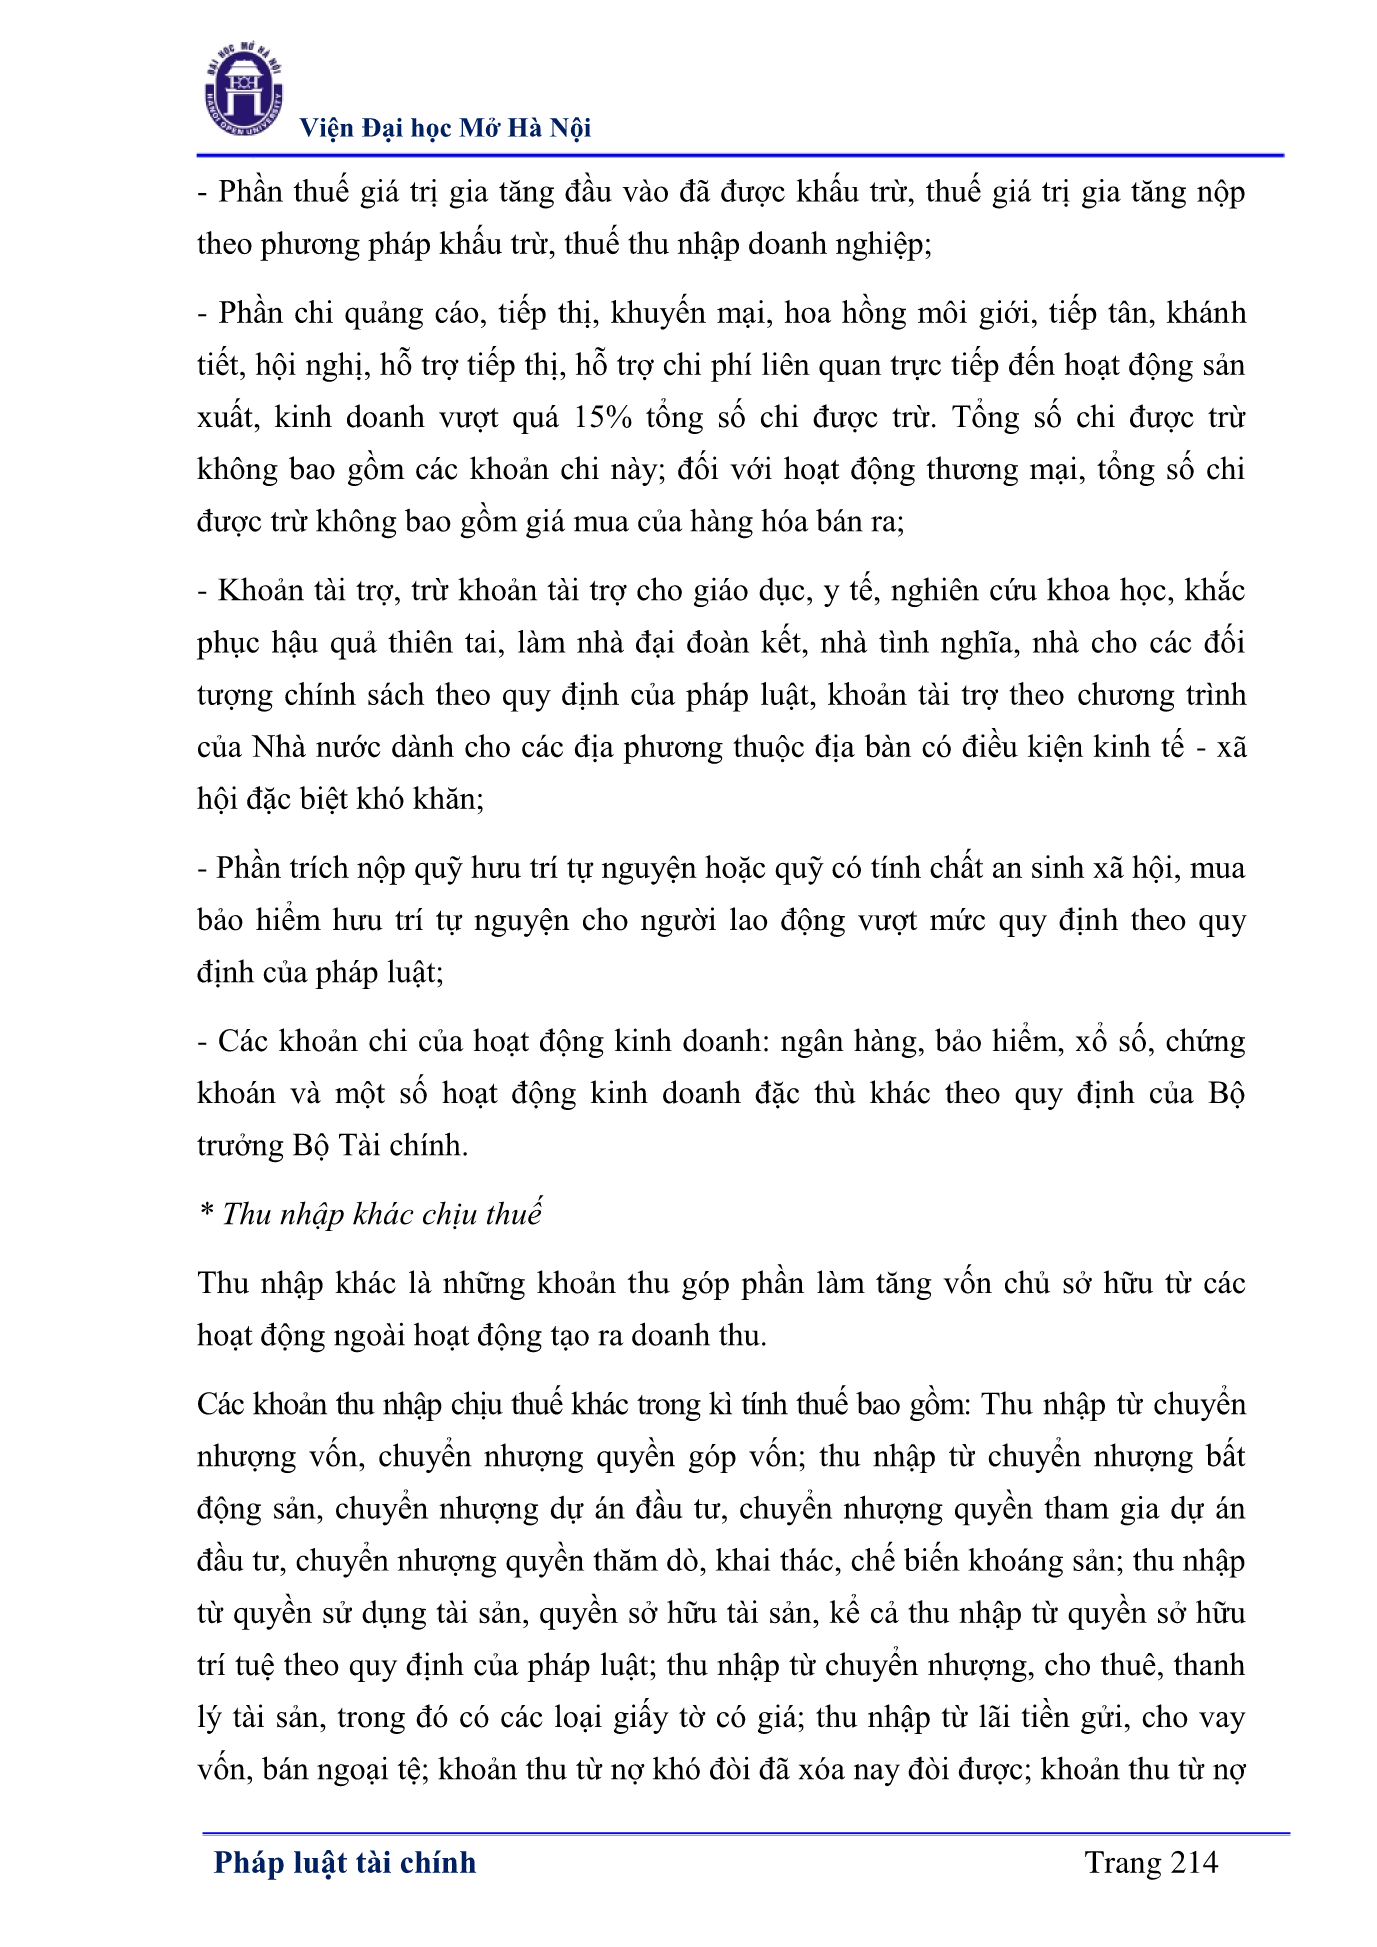 ĐẠI HỌC MỞ HÀ NỘI
HANOI OPEN UNIVERSITY
Viện Đại học Mở Hà Nội
- Phần thuế giá trị gia tăng đầu vào đã được khấu trừ, thuế giá trị gia tăng nộp
theo phương pháp khấu trừ, thuế thu nhập doanh nghiệp;
- Phần chi quảng cáo, tiếp thị, khuyến mại, hoa hồng môi giới, tiếp tân, khánh
tiết, hội nghị, hỗ trợ tiếp thị, hỗ trợ chi phí liên quan trực tiếp đến hoạt động sản
xuất, kinh doanh vượt quá 15% tổng số chi được trừ. Tổng số chi được trừ
không bao gồm các khoản chi này; đối với hoạt động thương mại, tổng số chi
được trừ không bao gồm giá mua của hàng hóa bán ra;
- Khoản tài trợ, trừ khoản tài trợ cho giáo dục, y tế, nghiên cứu khoa học, khắc
phục hậu quả thiên tai, làm nhà đại đoàn kết, nhà tình nghĩa, nhà cho các đối
tượng chính sách theo quy định của pháp luật, khoản tài trợ theo chương trình
của Nhà nước dành cho các địa phương thuộc địa bàn có điều kiện kinh tế - xã
hội đặc biệt khó khăn;
- Phần trích nộp quỹ hưu trí tự nguyện hoặc quỹ có tính chất an sinh xã hội, mua
bảo hiểm hưu trí tự nguyện cho người lao động vượt mức quy định theo quy
định của pháp luật;
- Các khoản chi của hoạt động kinh doanh: ngân hàng, bảo hiểm, xổ số, chứng
khoán và một số hoạt động kinh doanh đặc thù khác theo quy định của Bộ
trưởng Bộ Tài chính.
* Thu nhập khác chịu thuế
Thu nhập khác là những khoản thu góp phần làm tăng vốn chủ sở hữu từ các
hoạt động ngoài hoạt động tạo ra doanh thu.
Các khoản thu nhập chịu thuế khác trong kì tính thuế bao gồm: Thu nhập từ chuyển
nhượng vốn, chuyển nhượng quyền góp vốn; thu nhập từ chuyển nhượng bất
động sản, chuyển nhượng dự án đầu tư, chuyển nhượng quyền tham gia dự án
đầu tư, chuyển nhượng quyền thăm dò, khai thác, chế biến khoáng sản; thu nhập
từ quyền sử dụng tài sản, quyền sở hữu tài sản, kể cả thu nhập từ quyền sở hữu
trí tuệ theo quy định của pháp luật; thu nhập từ chuyển nhượng, cho thuê, thanh
lý tài sản, trong đó có các loại giấy tờ có giá; thu nhập từ lãi tiền gửi, cho vay
vốn, bán ngoại tệ; khoản thu từ nợ khó đòi đã xóa nay đòi được; khoản thu từ nợ
Pháp luật tài chính
Trang 214